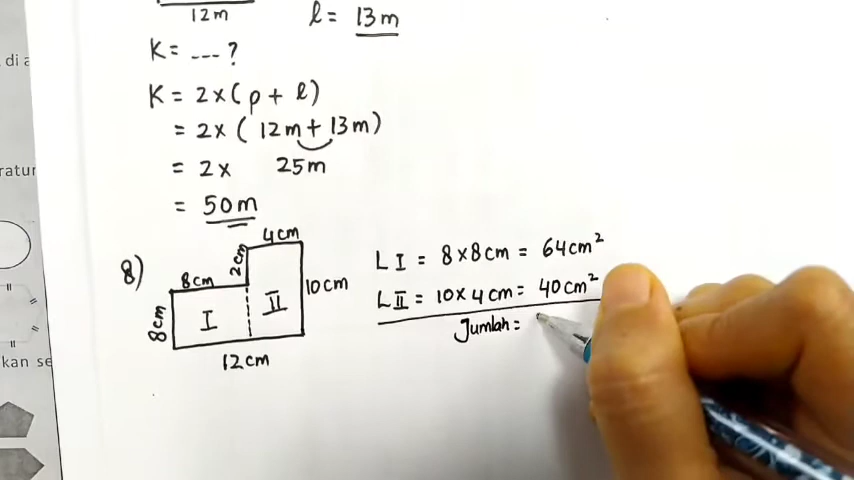 12m
l = 13m
K = ---?
K = 2x(p + l)
= 2x (12m + 13m)
= 2x 25m
= 50m
8)
4cm
2cm
8cm
10cm
8cm
I
II
12cm
L I = 8x8cm = 64cm²
L II = 10x4cm = 40cm²
Jumlah =
di
kan se